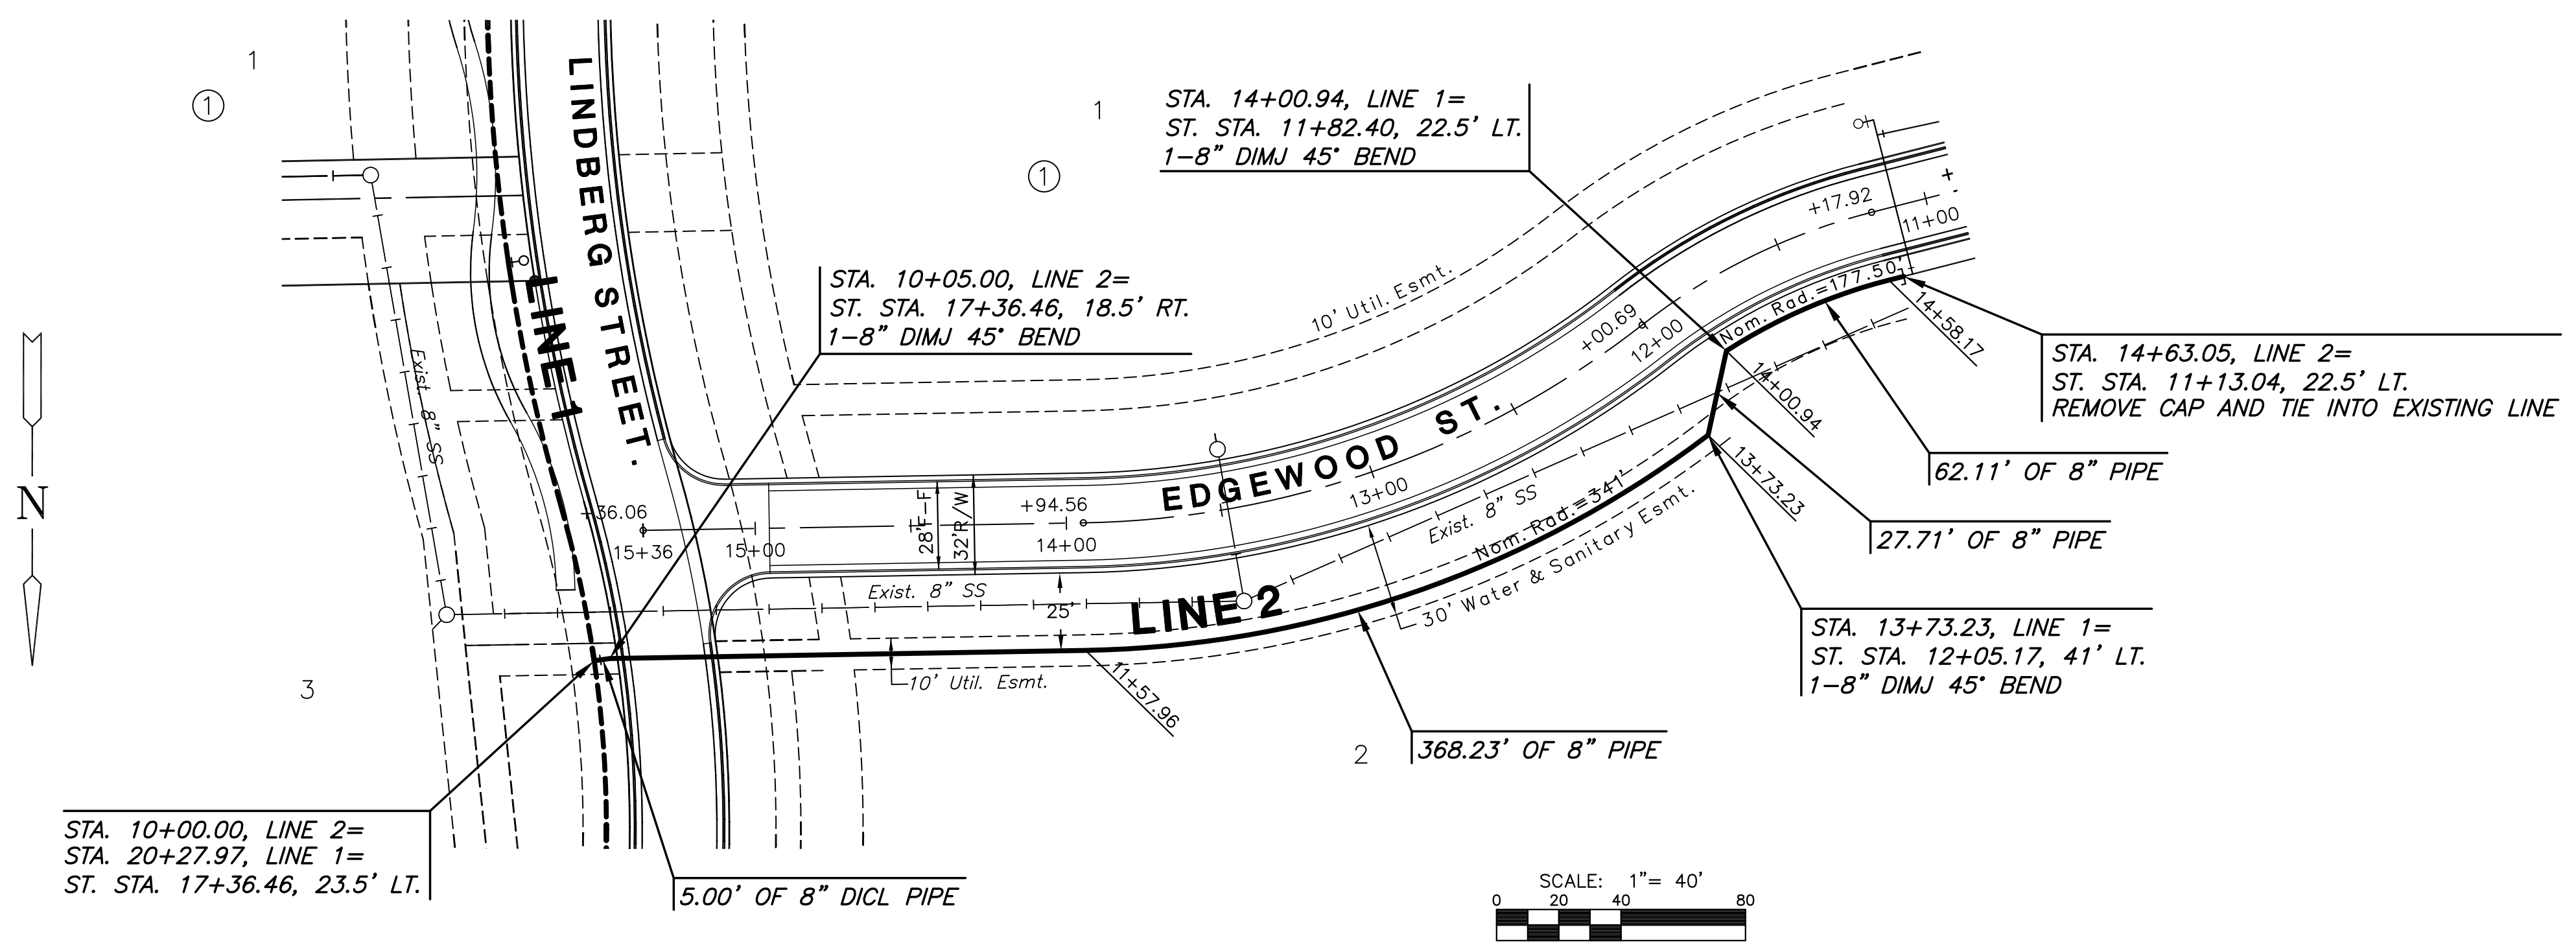 1
1
LINDBERG STREET.
LINE 1
1
1
STA. 14+00.94, LINE 1=
ST. STA. 11+82.40, 22.5' LT.
1-8" DIMJ 45° BEND
STA. 10+05.00, LINE 2=
ST. STA. 17+36.46, 18.5' RT.
1-8" DIMJ 45° BEND
10' Util. Esmt.
+17.92
11+00
Nom. Rad.=177.50'
14+58.17
+00.69
12+00
14+00.94
STA. 14+63.05, LINE 2=
ST. STA. 11+13.04, 22.5' LT.
REMOVE CAP AND TIE INTO EXISTING LINE
62.11' OF 8" PIPE
27.71' OF 8" PIPE
13+73.23
Exist. 8" SS
N
+36.06
15+36
15+00
28'F-F
32'R/W
+94.56
14+00
EDGEWOOD ST.
13+00
Exist. 8" SS
Nom. Rad.=341'
30' Water & Sanitary Esmt.
Exist. 8" SS
25'
LINE 2
10' Util. Esmt.
11+57.96
STA. 13+73.23, LINE 1=
ST. STA. 12+05.17, 41' LT.
1-8" DIMJ 45° BEND
3
2
368.23' OF 8" PIPE
STA. 10+00.00, LINE 2=
STA. 20+27.97, LINE 1=
ST. STA. 17+36.46, 23.5' LT.
5.00' OF 8" DICL PIPE
SCALE: 1"= 40'
0 20 40 80